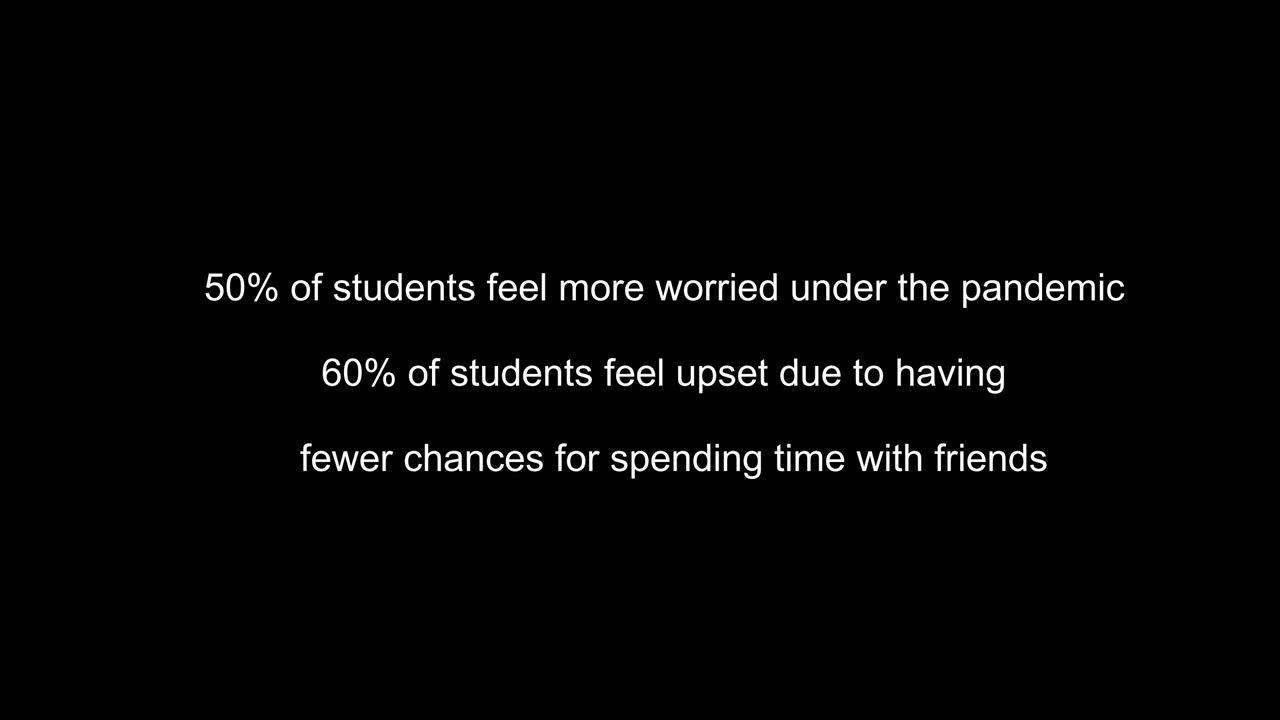 50% of students feel more worried under the pandemic
60% of students feel upset due to having
fewer chances for spending time with friends